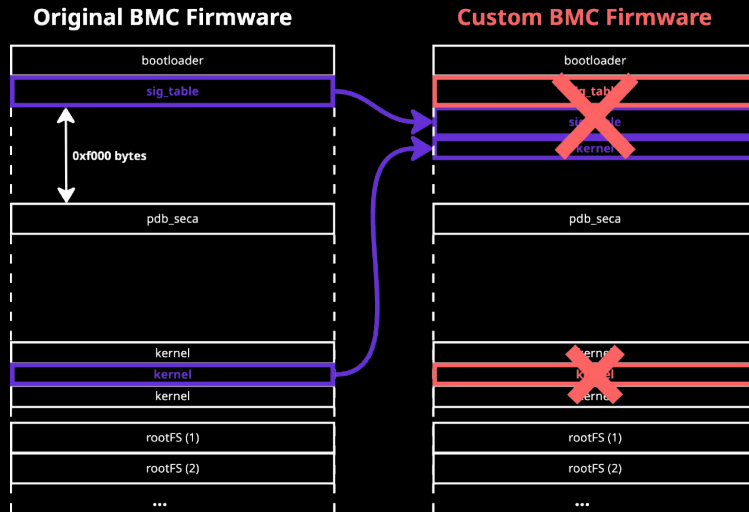 Original BMC Firmware
bootloader
sig_table
0xf000 bytes
pdb_seca
kernel
kernel
kernel
rootFS (1)
rootFS (2)
...
Custom BMC Firmware
bootloader
kernel
pdb_seca
rootFS (1)
rootFS (2)
...